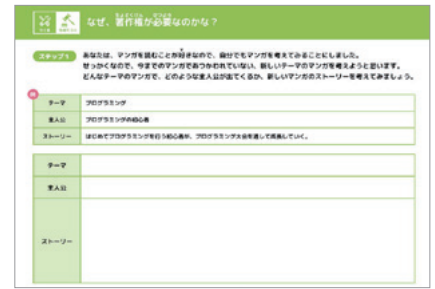 なぜ、著作権が必要なのかな?
ステップ1
あなたは、マンガを読むことが好きなので、自分でもマンガを考えてみることにしました。
せっかくなので、今までのマンガであつかわれていない、新しいテーマのマンガを考えようと思います。
どんなテーマのマンガで、どのような主人公が出てくるか、新しいマンガのストーリーを考えてみましょう。
例
テーマ プログラミング
主人公 プログラミングの初心者
ストーリー はじめてプログラミングを行う初心者が、プログラミング大会を通して成長していく。
テーマ
主人公
ストーリー